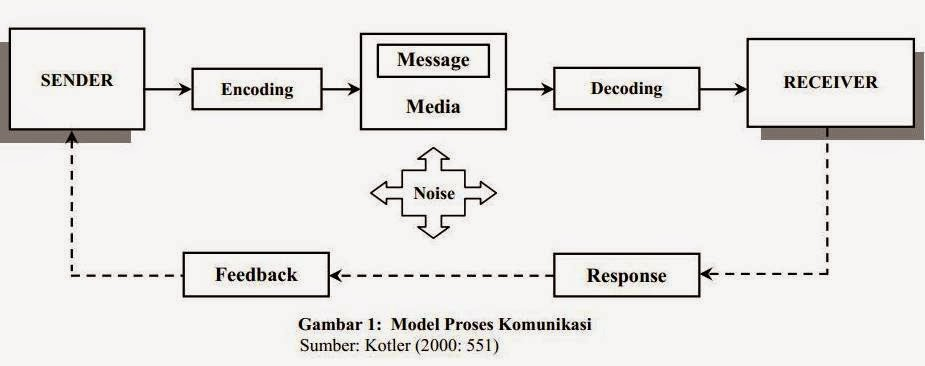 SENDER
Encoding
Message
Media
Decoding
RECEIVER
Noise
Feedback
Response
Gambar 1: Model Proses Komunikasi
Sumber: Kotler (2000: 551)